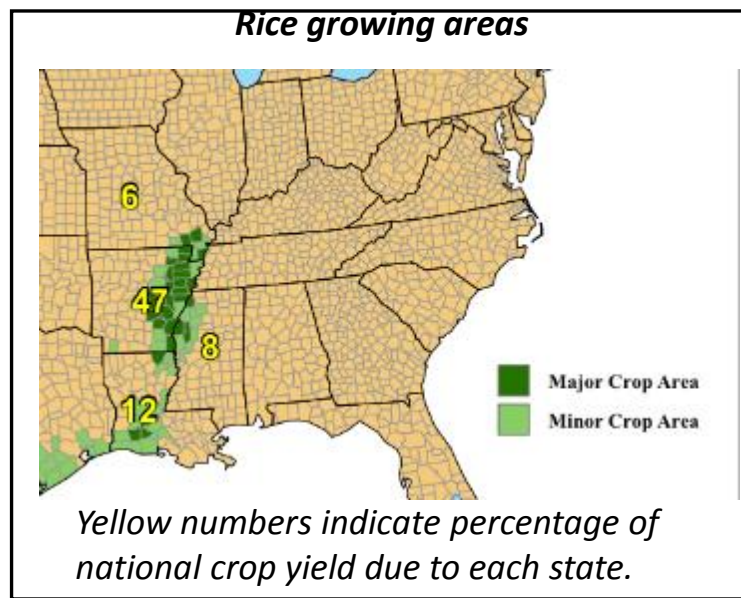 Rice growing areas
6
47
8
12
Major Crop Area
Minor Crop Area
Yellow numbers indicate percentage of
national crop yield due to each state.